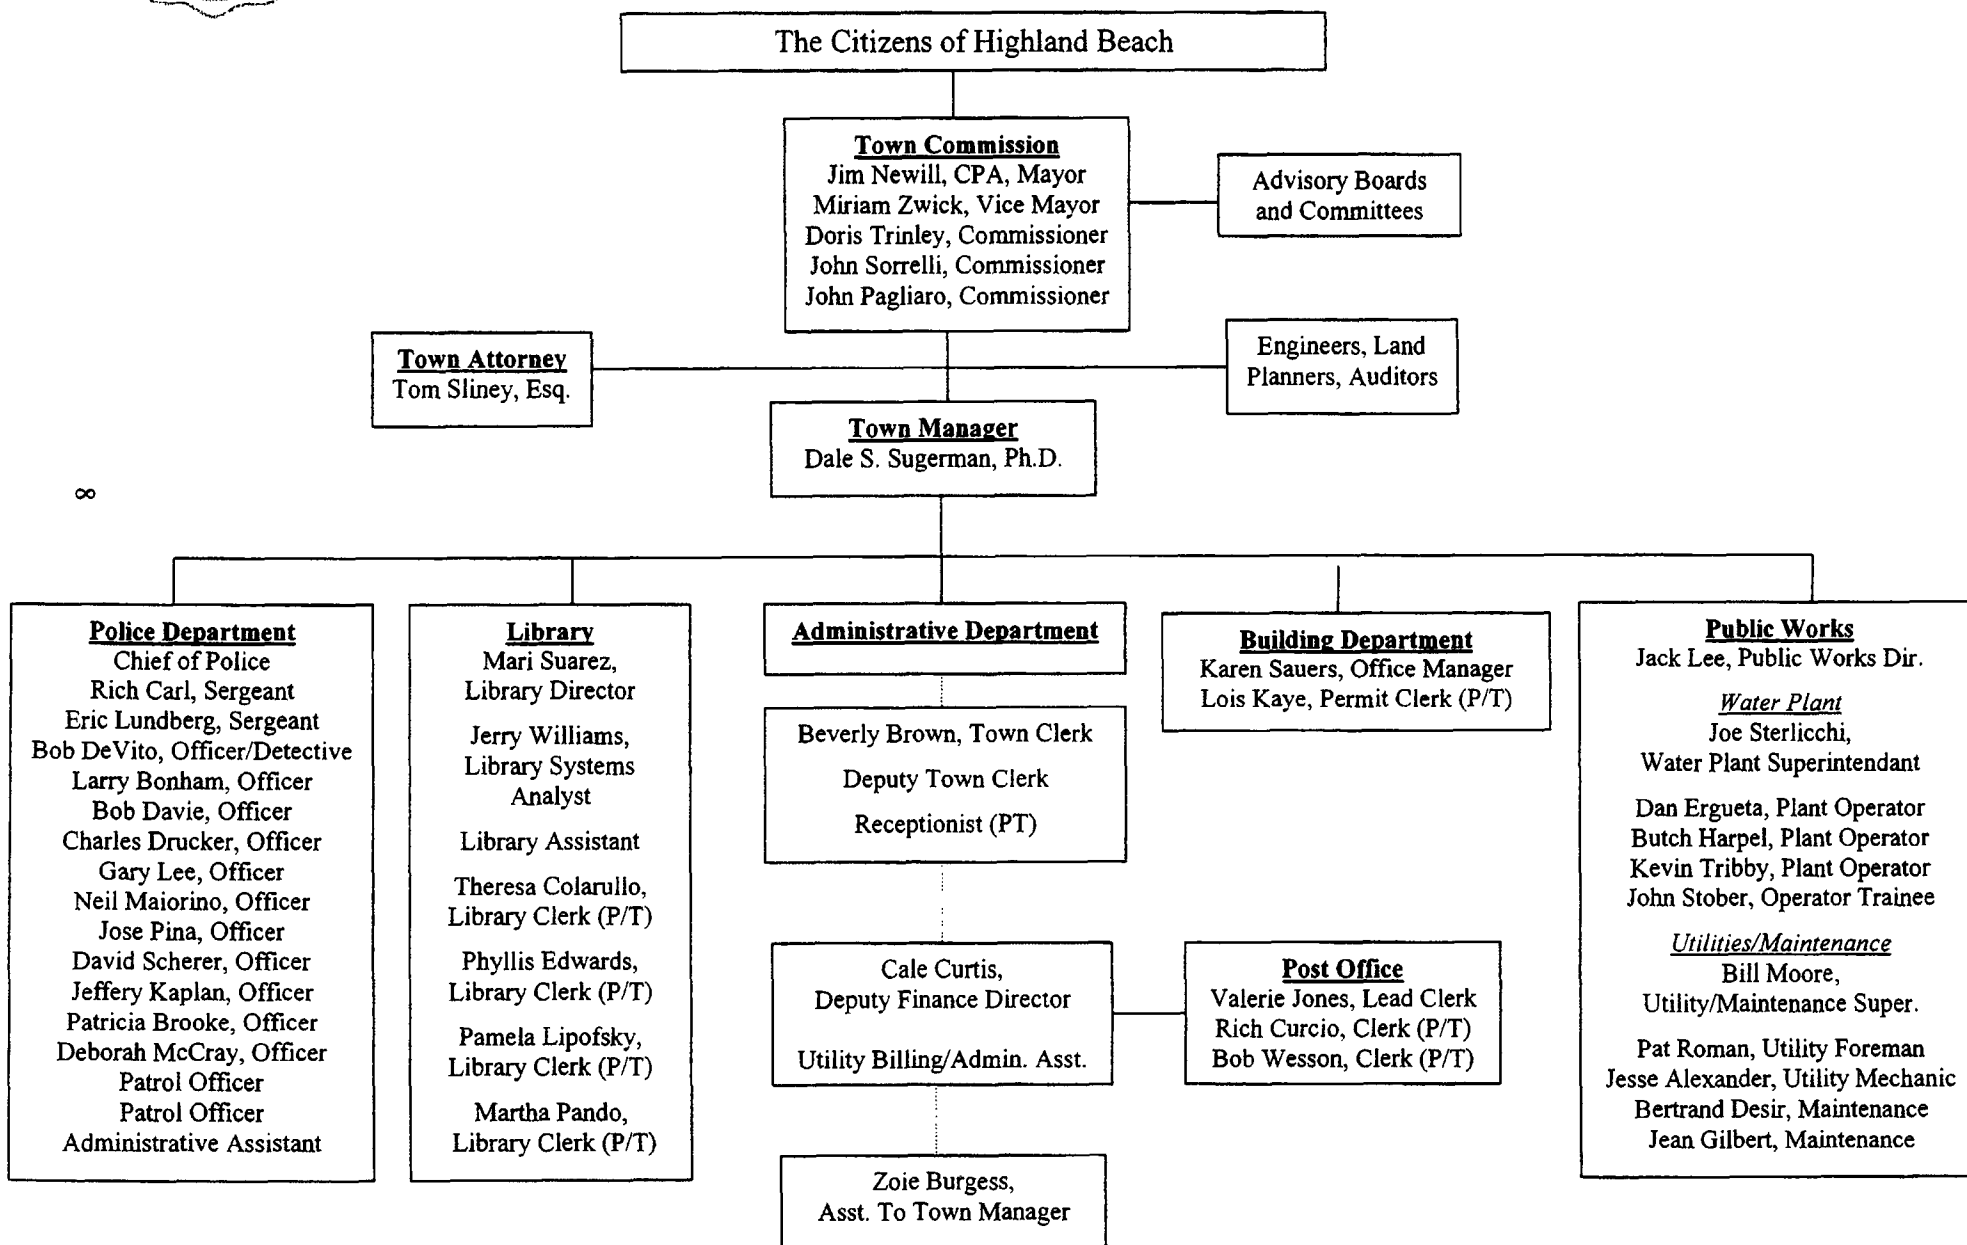 The Citizens of Highland Beach
Town Commission
Jim Newill, CPA, Mayor
Miriam Zwick, Vice Mayor
Doris Trinley, Commissioner
John Sorrelli, Commissioner
John Pagliaro, Commissioner
Advisory Boards
and Committees
Town Attorney
Tom Sliney, Esq.
Engineers, Land
Planners, Auditors
Town Manager
Dale S. Sugerman, Ph.D.
∞
Police Department
Chief of Police
Rich Carl, Sergeant
Eric Lundberg, Sergeant
Bob DeVito, Officer/Detective
Larry Bonham, Officer
Bob Davie, Officer
Charles Drucker, Officer
Gary Lee, Officer
Neil Maiorino, Officer
Jose Pina, Officer
David Scherer, Officer
Jeffery Kaplan, Officer
Patricia Brooke, Officer
Deborah McCray, Officer
Patrol Officer
Patrol Officer
Administrative Assistant
Library
Mari Suarez,
Library Director
Jerry Williams,
Library Systems
Analyst
Library Assistant
Theresa Colarullo,
Library Clerk (P/T)
Phyllis Edwards,
Library Clerk (P/T)
Pamela Lipofsky,
Library Clerk (P/T)
Martha Pando,
Library Clerk (P/T)
Administrative Department
Beverly Brown, Town Clerk
Deputy Town Clerk
Receptionist (PT)
Cale Curtis,
Deputy Finance Director
Utility Billing/Admin. Asst.
Zoie Burgess,
Asst. To Town Manager
Post Office
Valerie Jones, Lead Clerk
Rich Curcio, Clerk (P/T)
Bob Wesson, Clerk (P/T)
Building Department
Karen Sauers, Office Manager
Lois Kaye, Permit Clerk (P/T)
Public Works
Jack Lee, Public Works Dir.
Water Plant
Joe Sterlicchi,
Water Plant Superintendant
Dan Ergueta, Plant Operator
Butch Harpel, Plant Operator
Kevin Tribby, Plant Operator
John Stober, Operator Trainee
Utilities/Maintenance
Bill Moore,
Utility/Maintenance Super.
Pat Roman, Utility Foreman
Jesse Alexander, Utility Mechanic
Bertrand Desir, Maintenance
Jean Gilbert, Maintenance